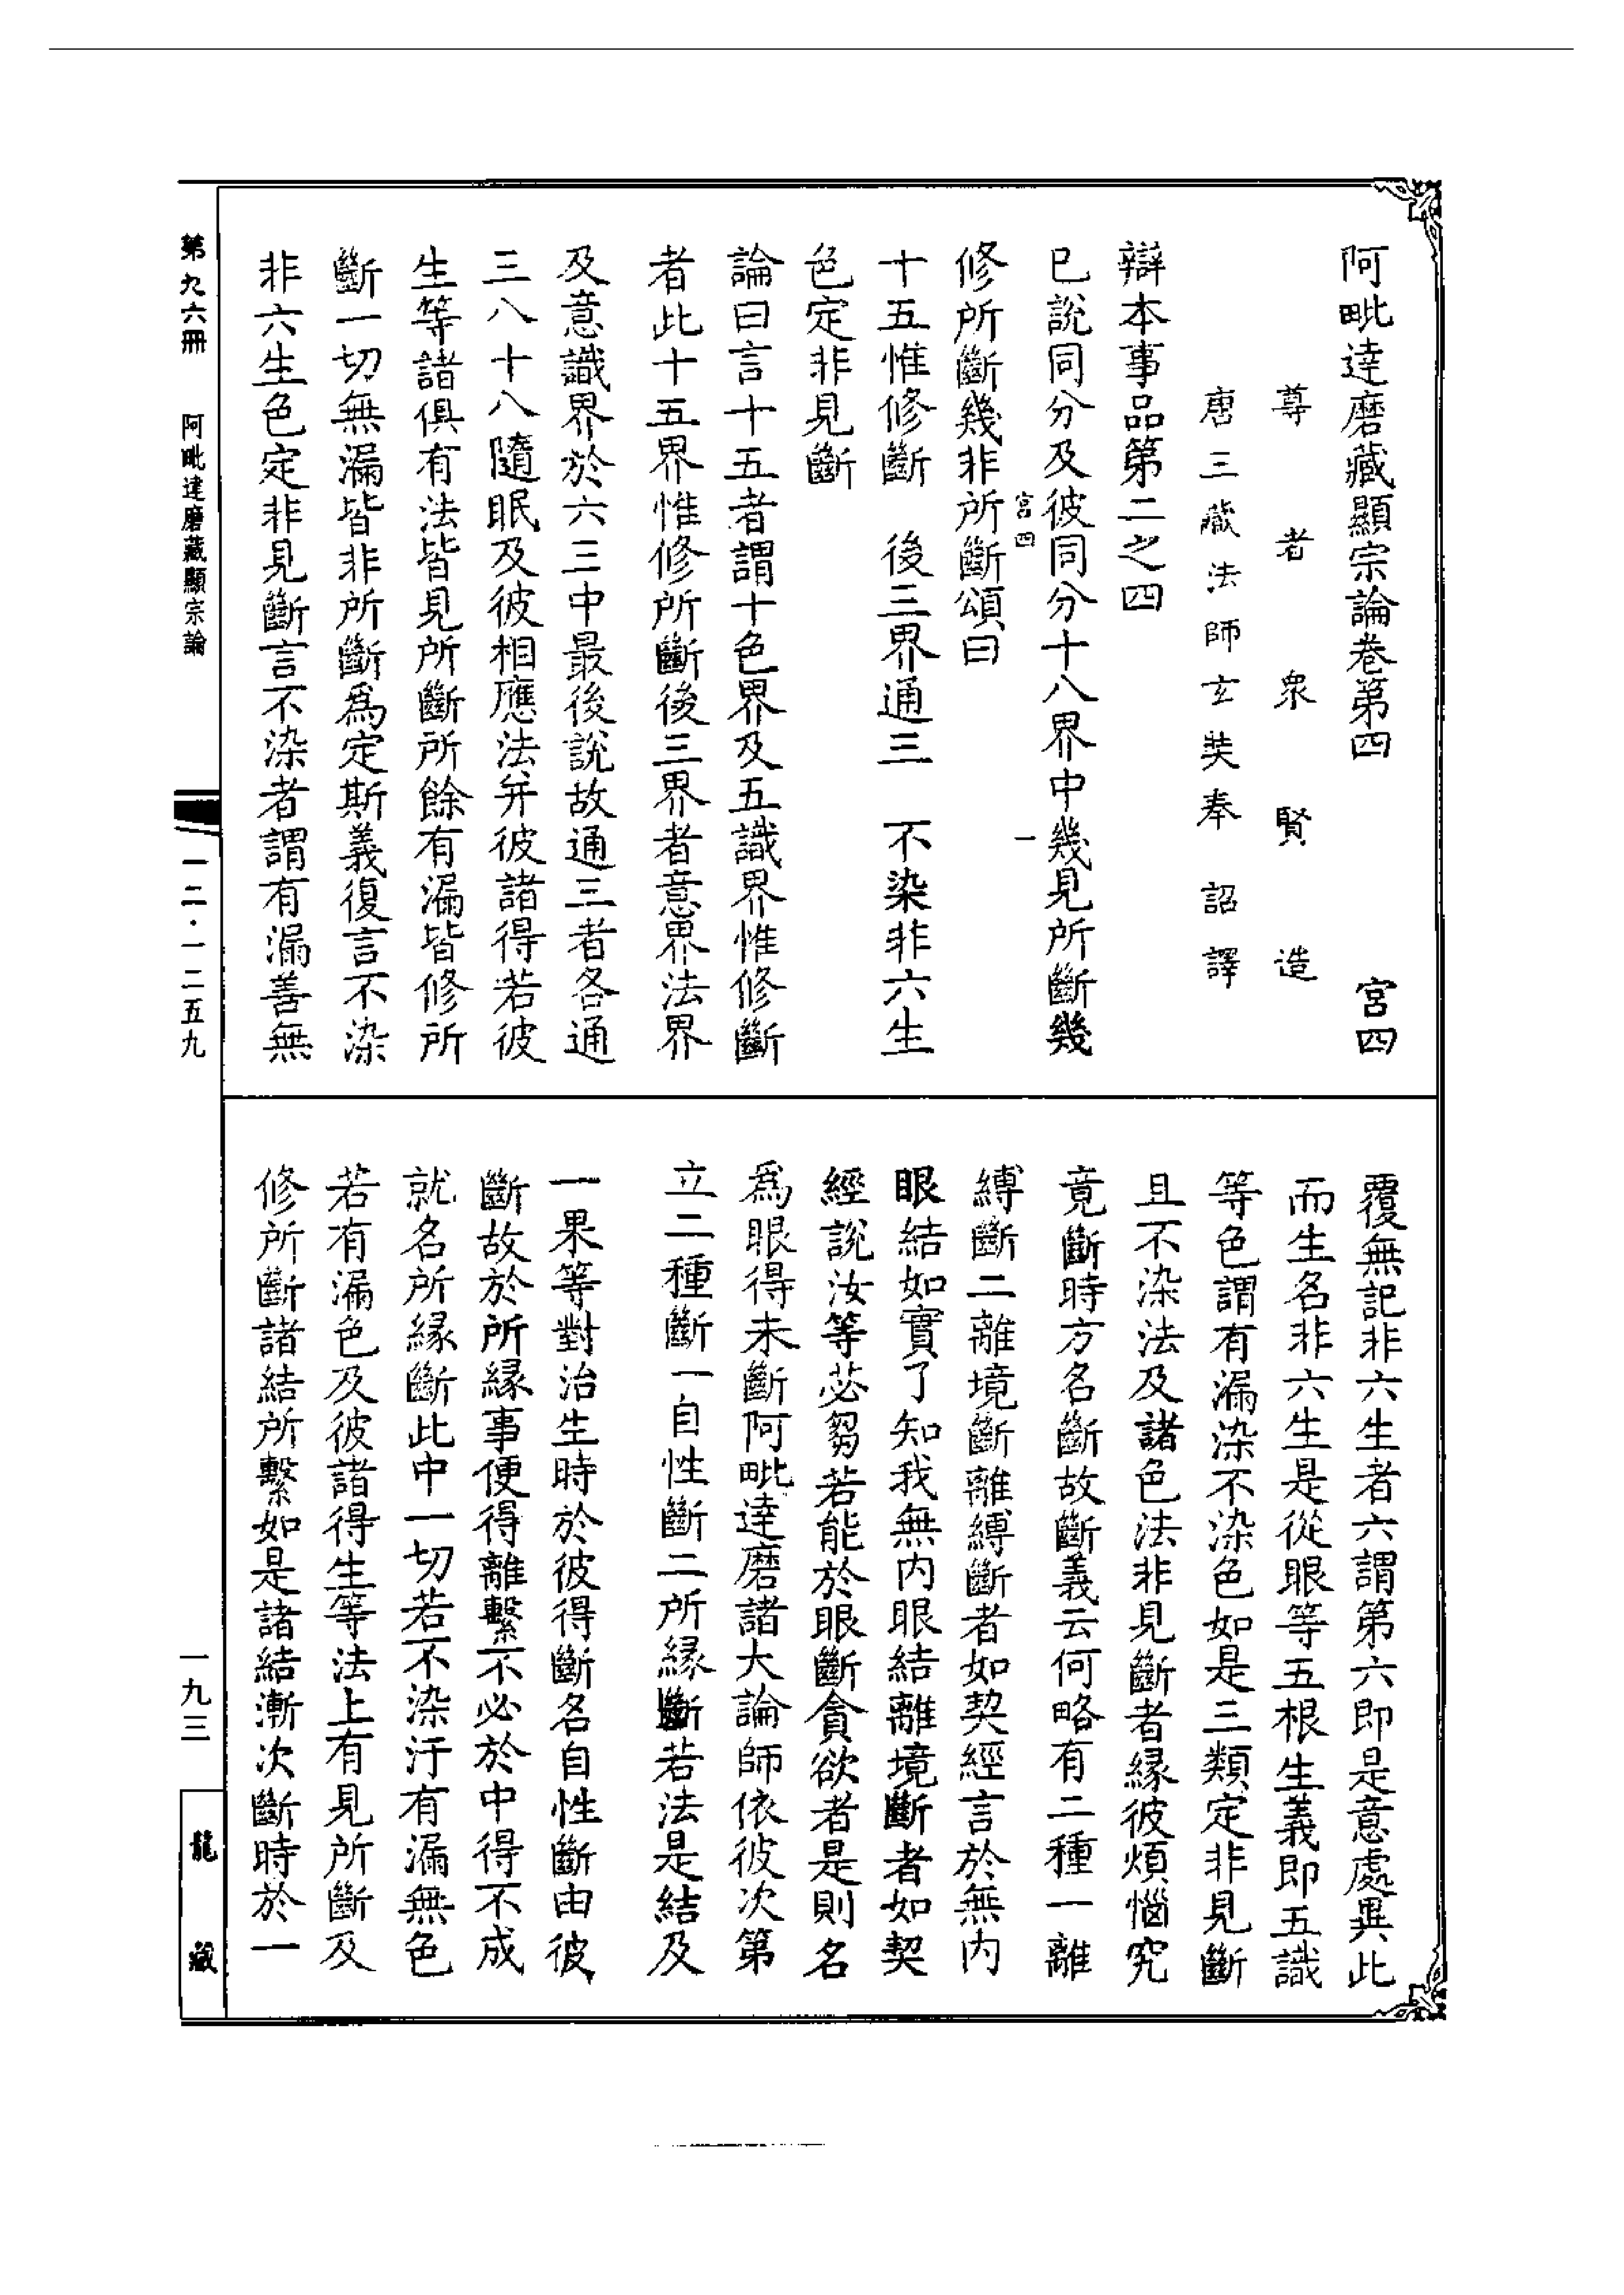 阿毗達磨藏顯宗論卷第四 宮四
尊者衆賢造
唐三藏法師玄奘奉詔譯
辯本事品第二之四
已說同分及彼同分十八界中幾見所斷幾
宮四 一
修所斷幾非所斷頌曰
十五惟修斷 後三界通三 不染非六生
色定非見斷
論曰言十五者謂十色界及五識界惟修斷
者此十五界惟修所斷後三界者意界法界
及意識界於六三中最後說故通三者各通
三八十八隨眠及彼相應法并彼諸得若彼
生等諸俱有法皆見所斷所餘有漏皆修所
斷一切無漏皆非所斷爲定斯義復言不染
非六生色定非見斷言不染者謂有漏善無
覆無記非六生者六謂第六即是意處異此
而生名非六生是從眼等五根生義即五識
等色謂有漏染不染色如是三類定非見斷
且不染法及諸色法非見斷者緣彼煩惱究
竟斷時方名斷故斷義云何略有二種一離
縛斷二離境斷離縛斷者如契經言於無內
眼結如實了知我無內眼結離境斷者如契
經說汝等苾芻若能於眼斷貪欲者是則名
爲眼得未斷阿毗達磨諸大論師依彼次第
立二種斷一自性斷二所緣斷若法是結及
一果等對治生時於彼得斷名自性斷由彼
斷故於所緣事便得離繫不必於中得不成
就名所緣斷此中一切若不染汙有漏無色
若有漏色及彼諸得生等法上有見所斷及
修所斷諸結所繫如是諸結漸次斷時於一
第九六冊 阿毗達磨藏顯宗論
一二·一二五九
一九三
龍藏